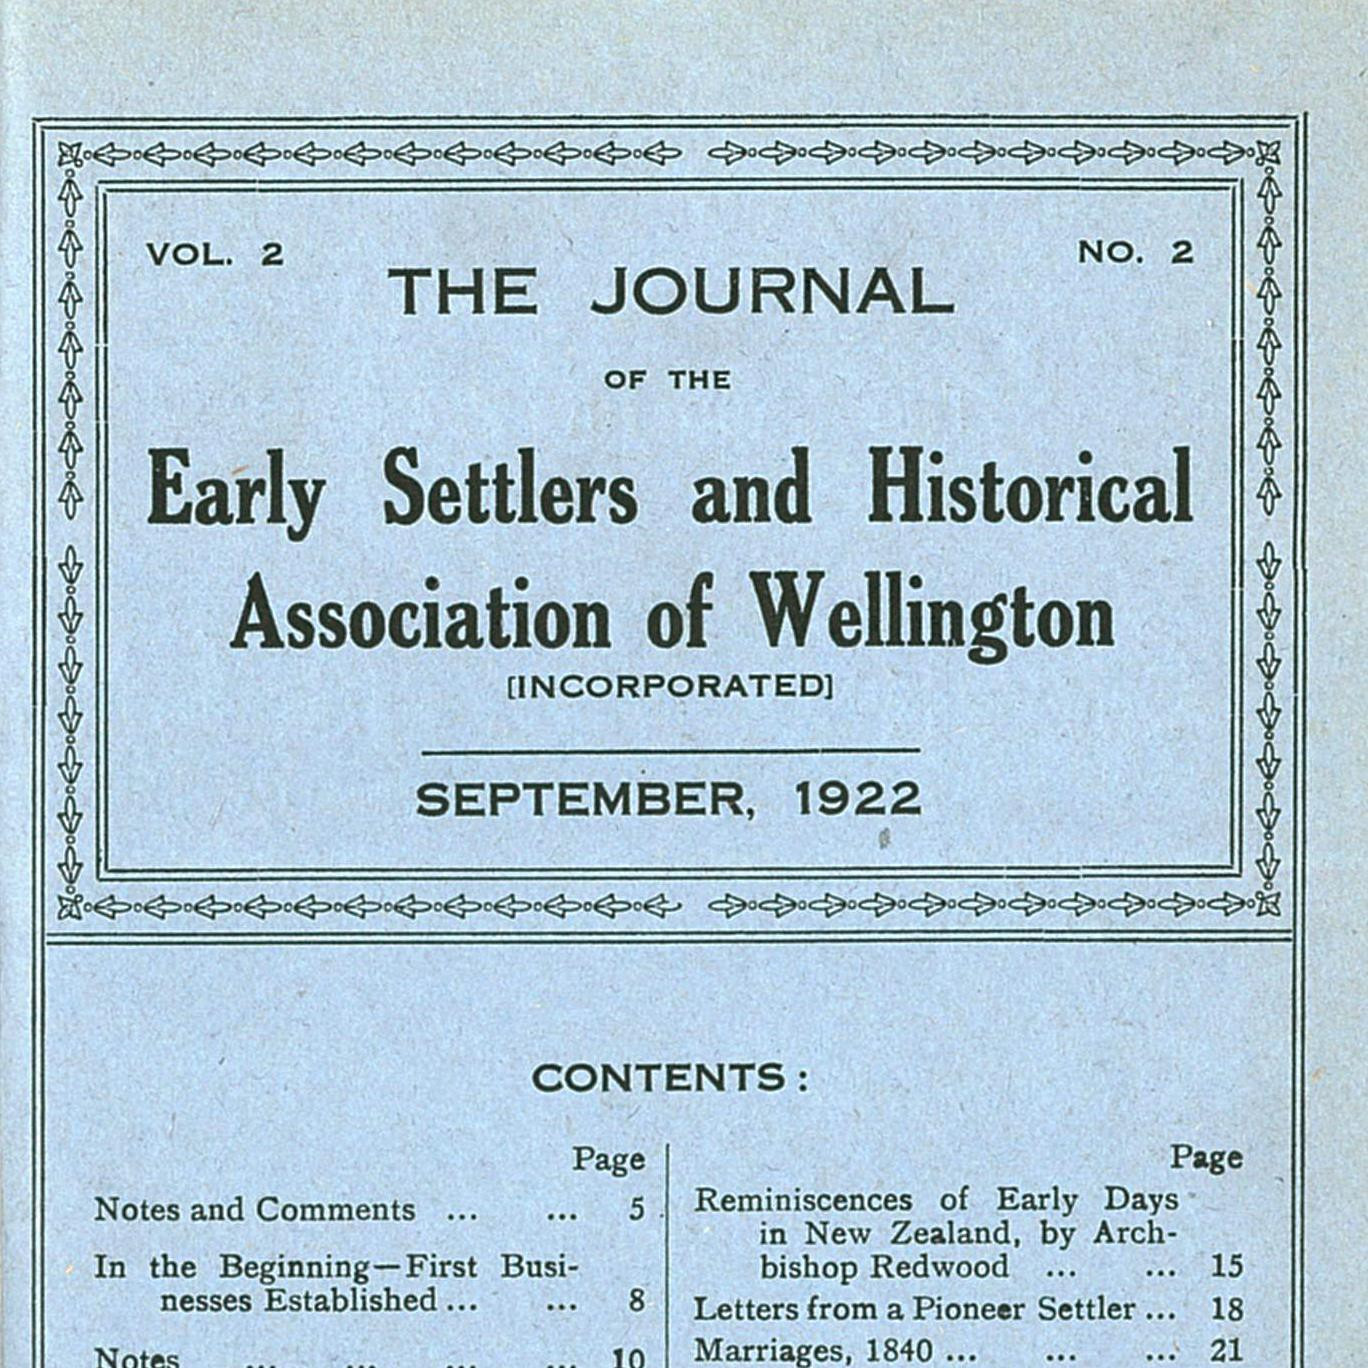 VOL. 2
NO. 2
THE JOURNAL
OF THE
Early Settlers and Historical
Association of Wellington
[INCORPORATED]
SEPTEMBER, 1922
CONTENTS :
Page
Notes and Comments ... ... 5
In the Beginning—First Busi-
nesses Established ... ... 8
Notes ... ... ... ... 10
Page
Reminiscences of Early Days
in New Zealand, by Arch-
bishop Redwood ... ... 15
Letters from a Pioneer Settler ... 18
Marriages, 1840 ... ... ... 21